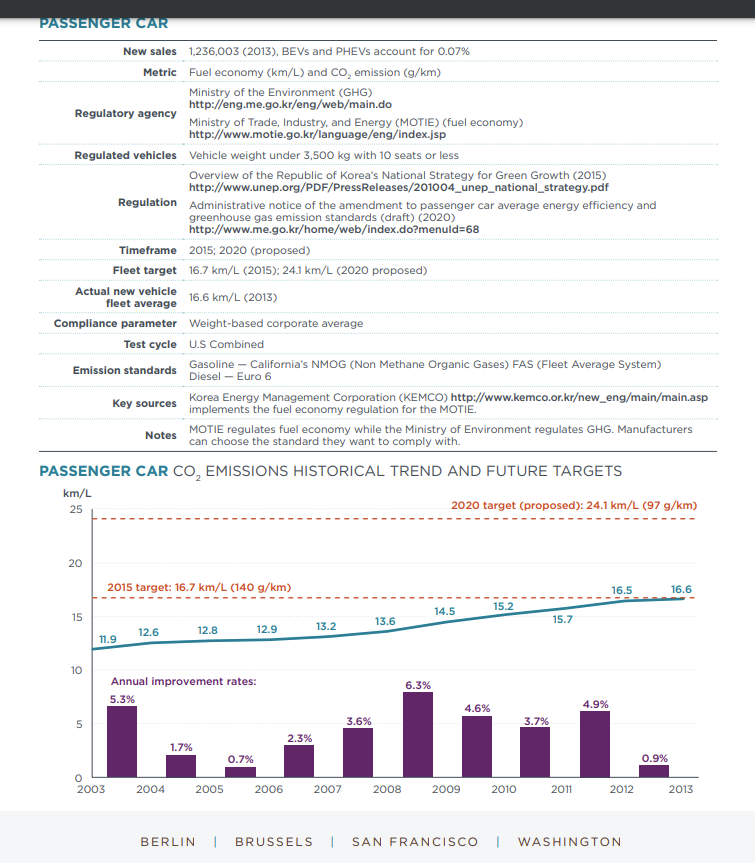 PASSENGER CAR
New sales 1,236,003 (2013), BEVs and PHEVs account for 0.07%
Metric Fuel economy (km/L) and CO2 emission (g/km)
Regulatory agency
Ministry of the Environment (GHG)
http://eng.me.go.kr/eng/web/main.do
Ministry of Trade, Industry, and Energy (MOTIE) (fuel economy)
http://www.motie.go.kr/language/eng/index.jsp
Regulated vehicles Vehicle weight under 3,500 kg with 10 seats or less
Regulation
Overview of the Republic of Korea's National Strategy for Green Growth (2015)
http://www.unep.org/PDF/PressReleases/201004_unep_national_strategy.pdf
Administrative notice of the amendment to passenger car average energy efficiency and
greenhouse gas emission standards (draft) (2020)
http://www.me.go.kr/home/web/index.do?menuId=68
Timeframe 2015; 2020 (proposed)
Fleet target 16.7 km/L (2015); 24.1 km/L (2020 proposed)
Actual new vehicle
fleet average
16.6 km/L (2013)
Compliance parameter Weight-based corporate average
Test cycle U.S Combined
Emission standards
Gasoline — California's NMOG (Non Methane Organic Gases) FAS (Fleet Average System)
Diesel — Euro 6
Key sources
Korea Energy Management Corporation (KEMCO) http://www.kemco.or.kr/new_eng/main/main.asp
implements the fuel economy regulation for the MOTIE.
Notes
MOTIE regulates fuel economy while the Ministry of Environment regulates GHG. Manufacturers
can choose the standard they want to comply with.
PASSENGER CAR CO2 EMISSIONS HISTORICAL TREND AND FUTURE TARGETS
km/L
2020 target (proposed): 24.1 km/L (97 g/km)
25
20
2015 target: 16.7 km/L (140 g/km)
15
11.9 12.6 12.8 12.9 13.2 13.6 14.5 15.2 15.7 16.5 16.6
10
Annual improvement rates:
5.3% 1.7% 0.7% 2.3% 3.6% 6.3% 4.6% 3.7% 4.9% 0.9%
5
0
2003 2004 2005 2006 2007 2008 2009 2010 2011 2012 2013
BERLIN | BRUSSELS | SAN FRANCISCO | WASHINGTON